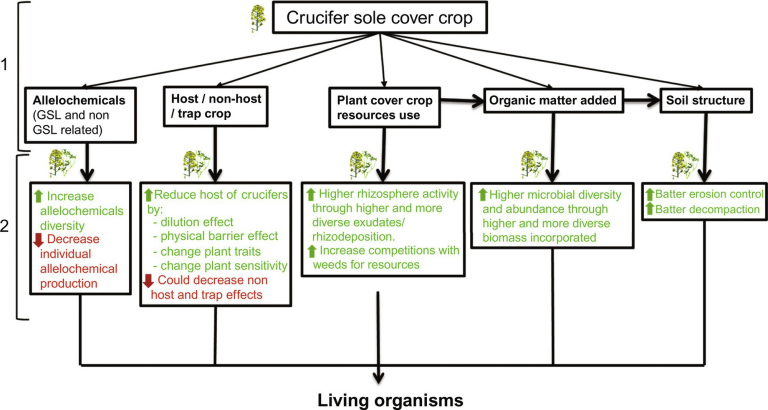 Crucifer sole cover crop
1
Allelochemicals
(GSL and non
GSL related)
Host / non-host
/ trap crop
Plant cover crop
resources use
Organic matter added
Soil structure
2
Increase
allelochemicals
diversity
Decrease
individual
allelochemical
production
Reduce host of crucifers
by:
- dilution effect
- physical barrier effect
- change plant traits
- change plant sensitivity
Could decrease non
host and trap effects
Higher rhizosphere activity
through higher and more
diverse exudates/
rhizodeposition.
Increase competitions with
weeds for resources
Higher microbial diversity
and abundance through
higher and more diverse
biomass incorporated
Batter erosion control
Batter decompaction
Living organisms